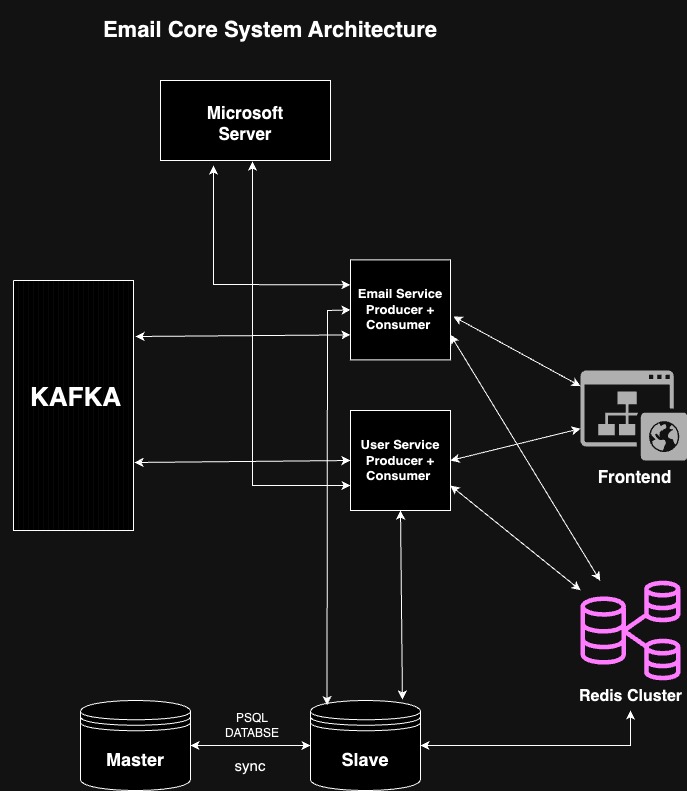 Email Core System Architecture
Microsoft
Server
Email Service
Producer +
Consumer
KAFKA
User Service
Producer +
Consumer
Frontend
Redis Cluster
PSQL
DATABSE
Master
sync
Slave